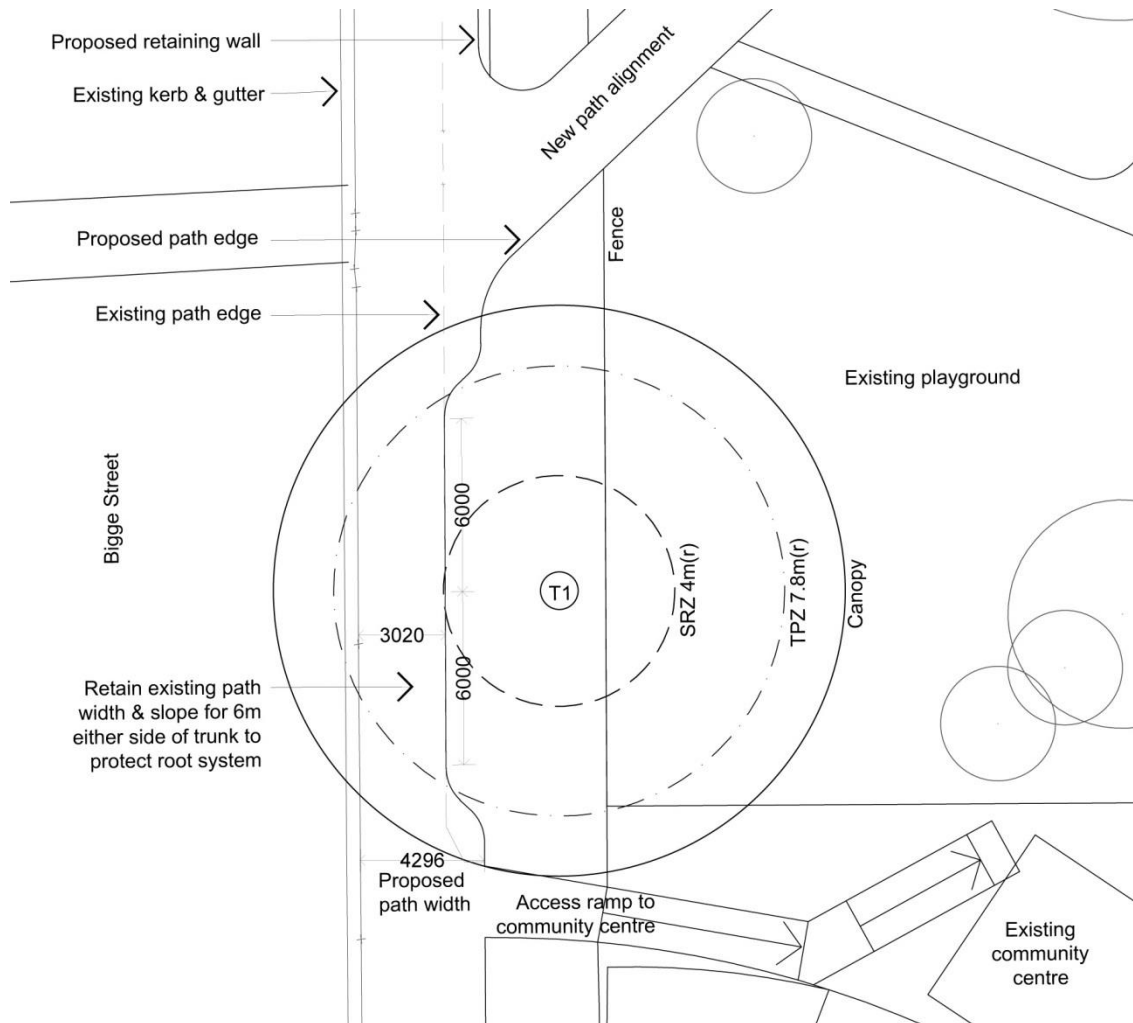 Proposed retaining wall
Existing kerb & gutter
New path alignment
Proposed path edge
Fence
Existing path edge
Existing playground
Bigge Street
6000
T1
SRZ 4m(r)
TPZ 7.8m(r)
Canopy
3020
6000
Retain existing path
width & slope for 6m
either side of trunk to
protect root system
4296
Proposed
path width
Access ramp to
community centre
Existing
community
centre